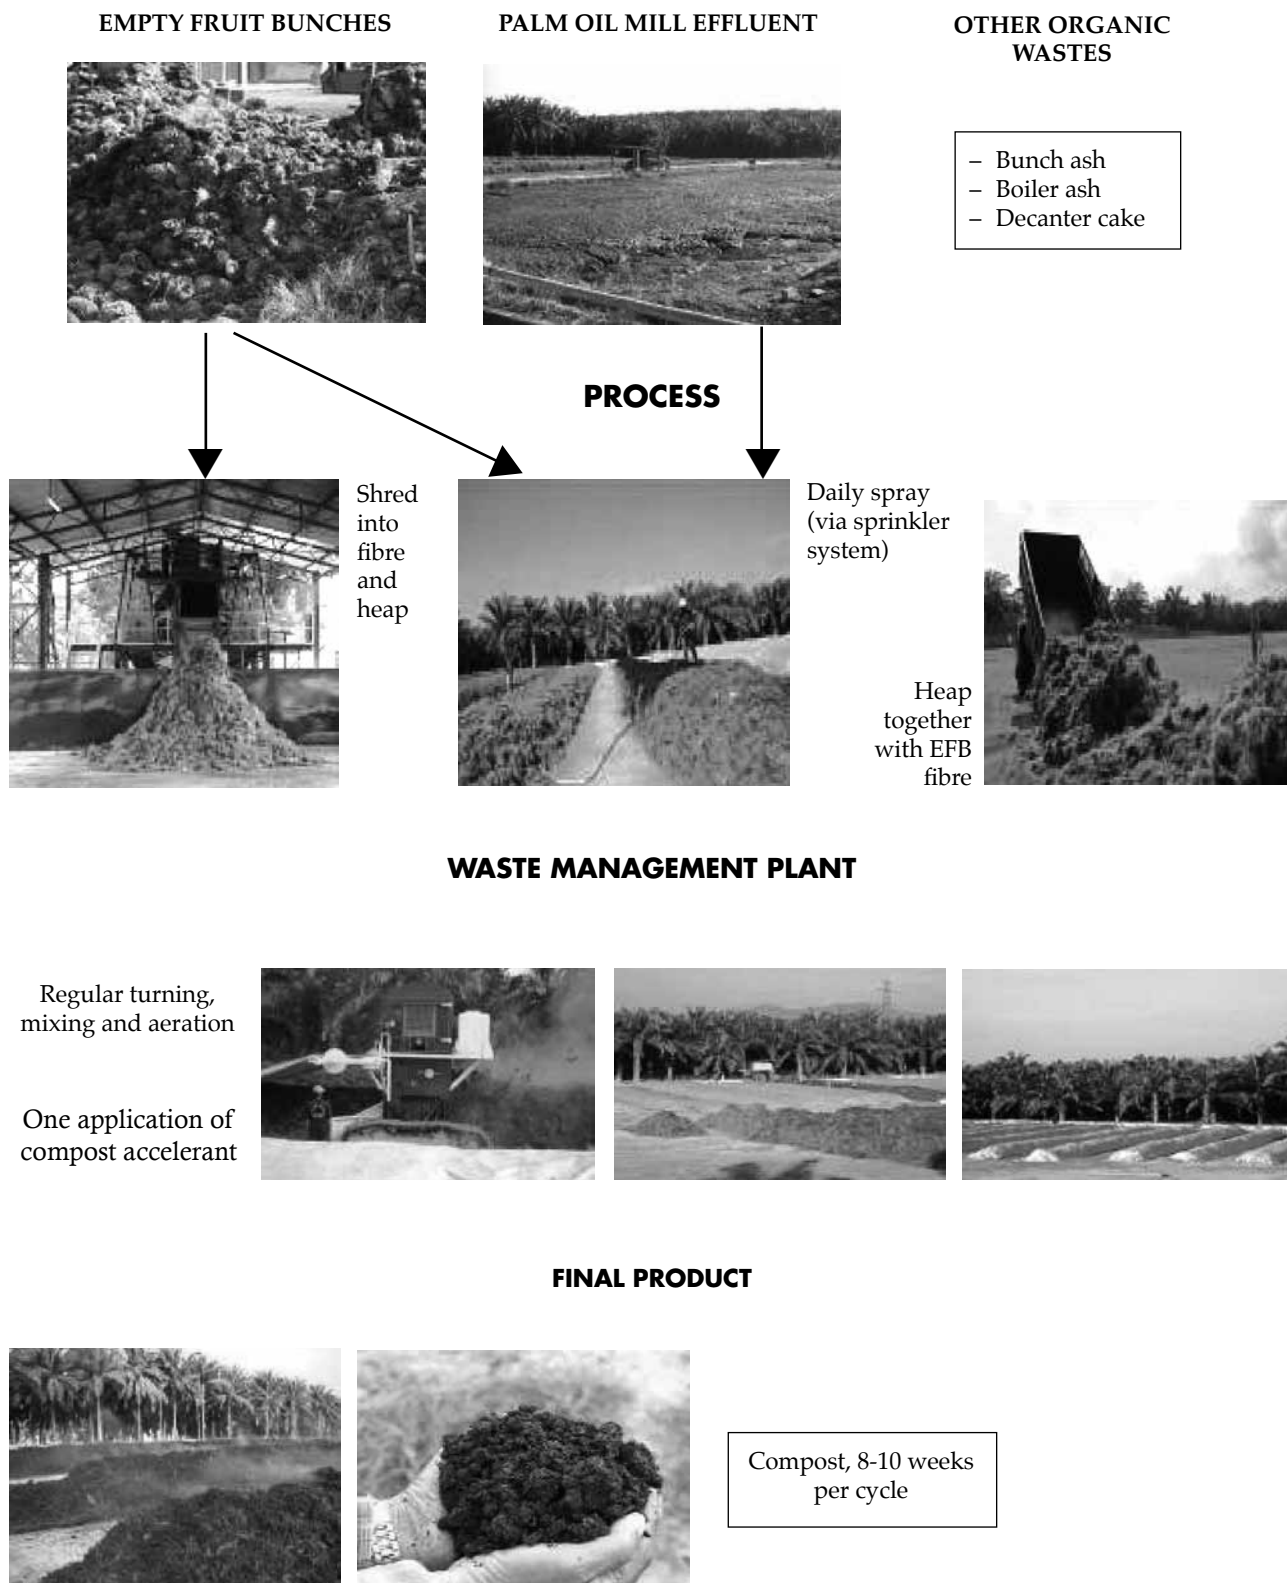 EMPTY FRUIT BUNCHES
PALM OIL MILL EFFLUENT
OTHER ORGANIC
WASTES
– Bunch ash
– Boiler ash
– Decanter cake
PROCESS
Shred
into
fibre
and
heap
Daily spray
(via sprinkler
system)
Heap
together
with EFB
fibre
WASTE MANAGEMENT PLANT
Regular turning,
mixing and aeration
One application of
compost accelerant
FINAL PRODUCT
Compost, 8-10 weeks
per cycle